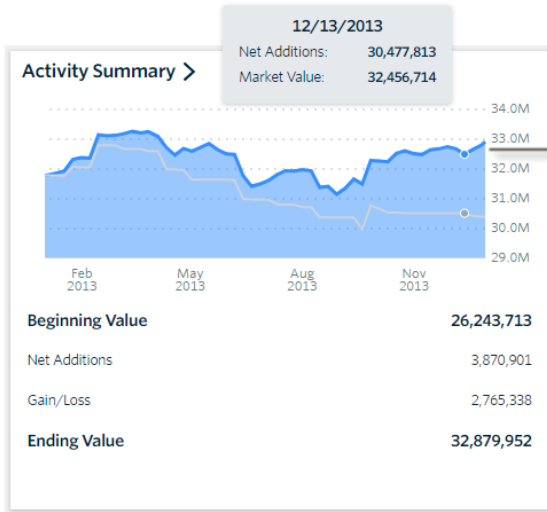 12/13/2013
Net Additions: 30,477,813
Market Value: 32,456,714
Activity Summary >
34.0M
33.0M
32.0M
31.0M
30.0M
29.0M
Feb 2013
May 2013
Aug 2013
Nov 2013
Beginning Value 26,243,713
Net Additions 3,870,901
Gain/Loss 2,765,338
Ending Value 32,879,952